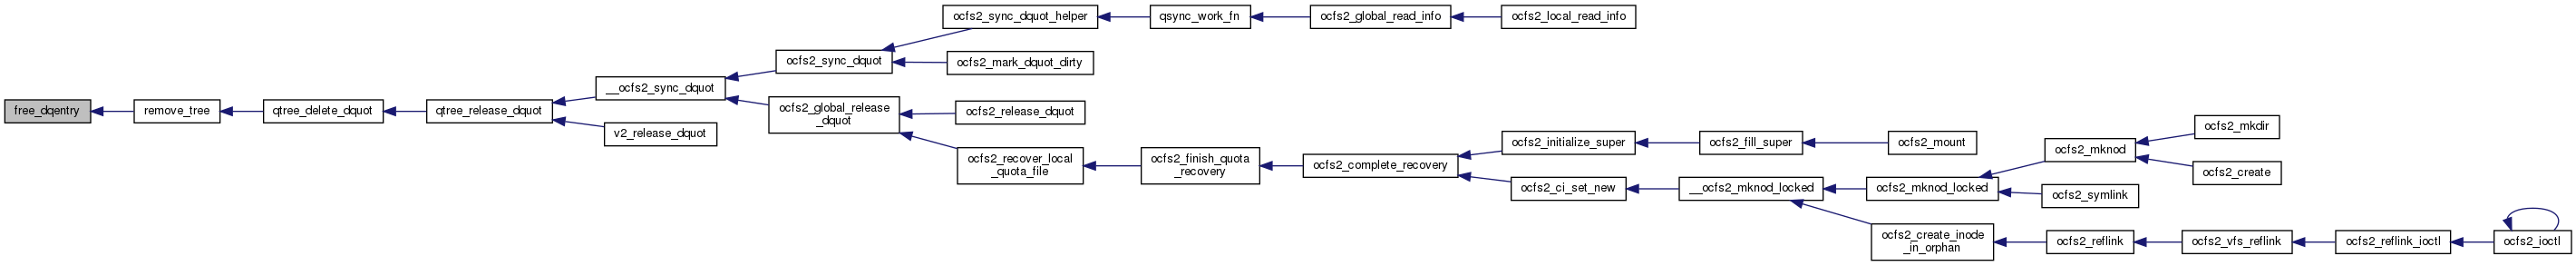 free_dqentry
remove_tree
qtree_delete_dquot
qtree_release_dquot
__ocfs2_sync_dquot
v2_release_dquot
ocfs2_sync_dquot
ocfs2_global_release
_dquot
ocfs2_sync_dquot_helper
ocfs2_mark_dquot_dirty
ocfs2_release_dquot
ocfs2_recover_local
_quota_file
qsync_work_fn
ocfs2_global_read_info
ocfs2_local_read_info
ocfs2_finish_quota
_recovery
ocfs2_complete_recovery
ocfs2_initialize_super
ocfs2_ci_set_new
ocfs2_fill_super
ocfs2_mount
__ocfs2_mknod_locked
ocfs2_mknod_locked
ocfs2_create_inode
_in_orphan
ocfs2_mknod
ocfs2_symlink
ocfs2_mkdir
ocfs2_create
ocfs2_reflink
ocfs2_vfs_reflink
ocfs2_reflink_ioctl
ocfs2_ioctl